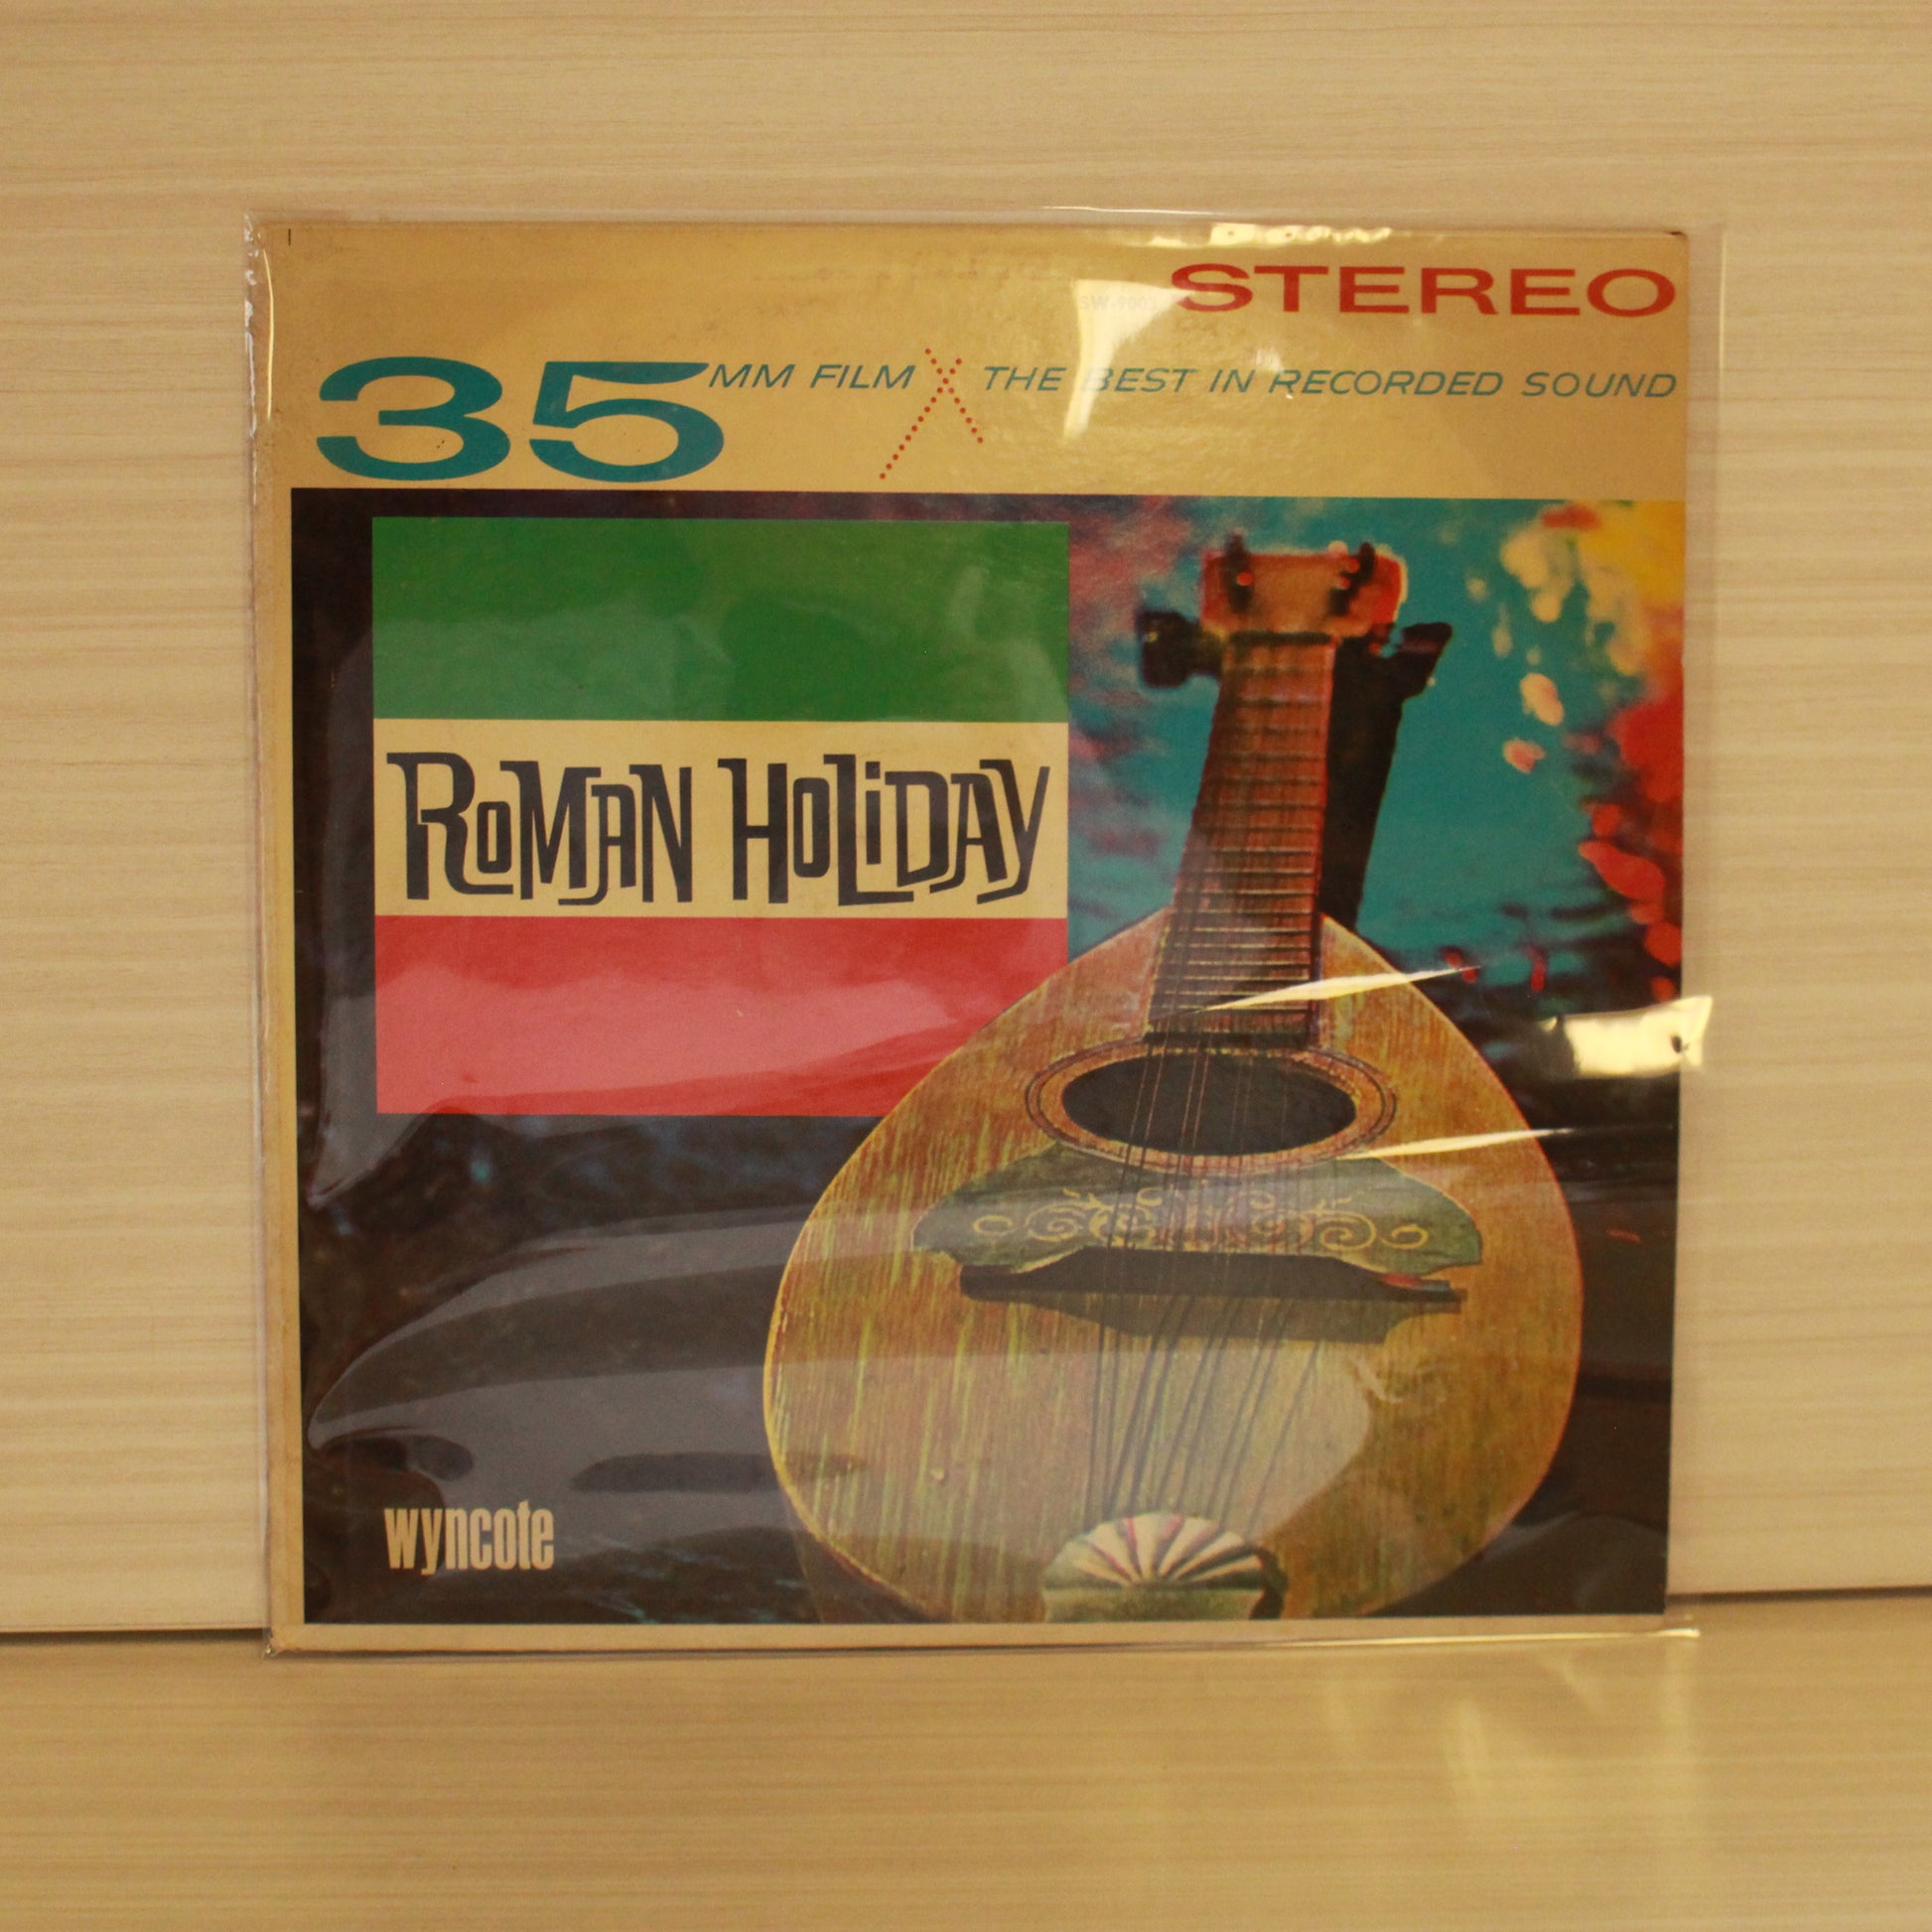 STEREO
35 MM FILM THE BEST IN RECORDED SOUND
ROMAN HOLiDAY
wyncote